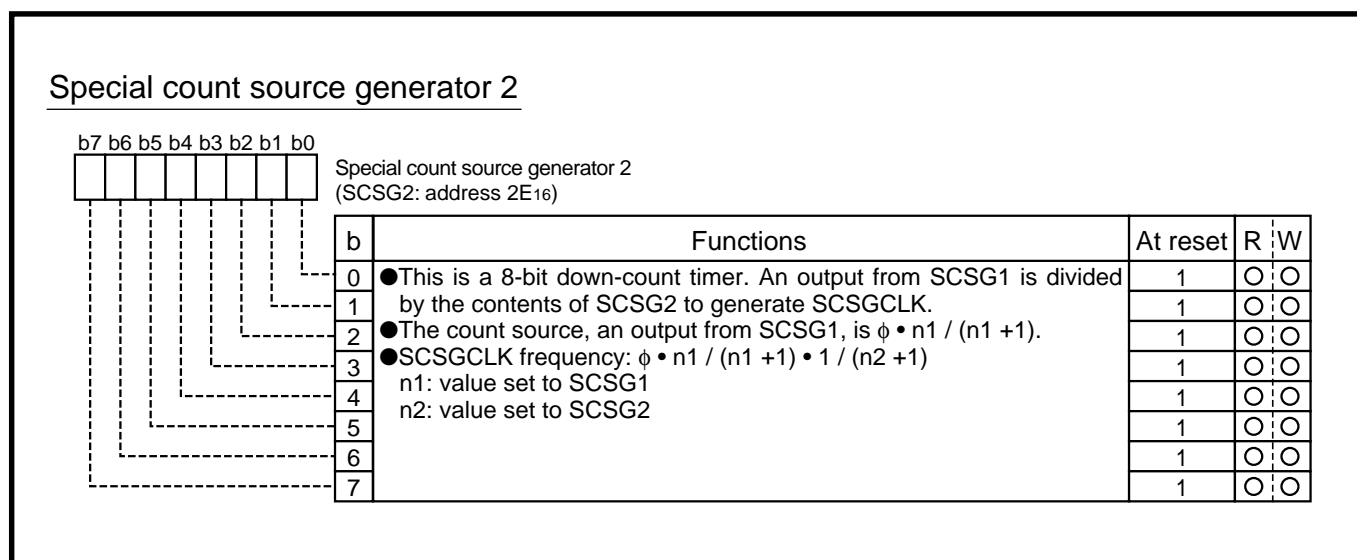 Special count source generator 2
b7 b6 b5 b4 b3 b2 b1 b0
Special count source generator 2
(SCSG2: address 2E16)
b Functions At reset R W
0 ●This is a 8-bit down-count timer. An output from SCSG1 is divided 1 ○ ○
1 by the contents of SCSG2 to generate SCSGCLK. 1 ○ ○
2 ●The count source, an output from SCSG1, is φ • n1 / (n1 +1). 1 ○ ○
3 ●SCSGCLK frequency: φ • n1 / (n1 +1) • 1 / (n2 +1) 1 ○ ○
n1: value set to SCSG1
4 1 ○ ○
n2: value set to SCSG2
5 1 ○ ○
6 1 ○ ○
7 1 ○ ○